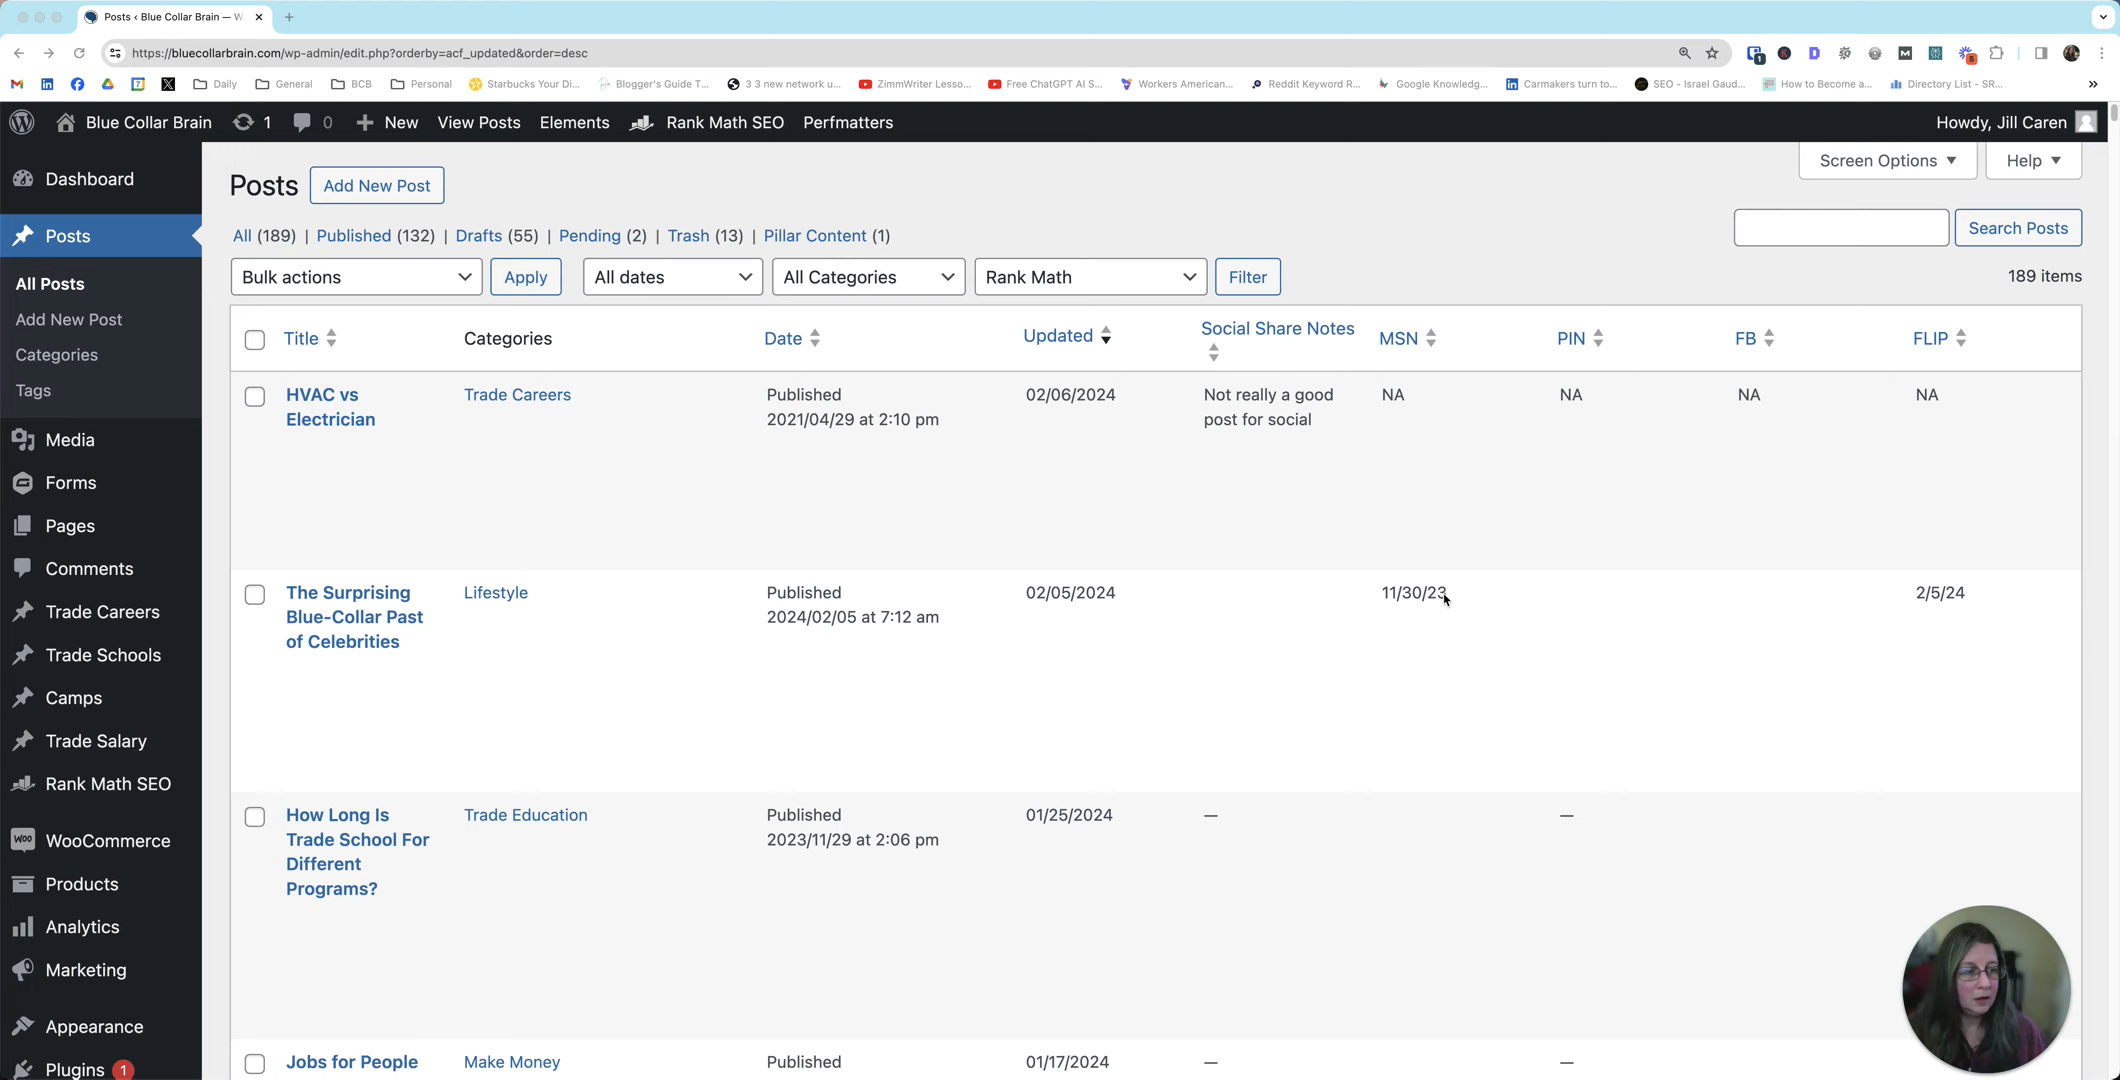 Posts ‹ Blue Collar Brain — W
https://bluecollarbrain.com/wp-admin/edit.php?orderby=acf_updated&order=desc
Daily General BCB Personal Starbucks Your Di... Blogger's Guide T... 3 3 new network u... ZimmWriter Lesso... Free ChatGPT AI S... Workers American... Reddit Keyword R... Google Knowledg... Carmakers turn to... SEO - Israel Gaud... How to Become a... Directory List - SR...
Blue Collar Brain 1 0 New View Posts Elements Rank Math SEO Perfmatters Howdy, Jill Caren
Screen Options Help
Dashboard
Posts
All Posts
Add New Post
Categories
Tags
Media
Forms
Pages
Comments
Trade Careers
Trade Schools
Camps
Trade Salary
Rank Math SEO
WooCommerce
Products
Analytics
Marketing
Appearance
Plugins 1
Posts Add New Post
All (189) | Published (132) | Drafts (55) | Pending (2) | Trash (13) | Pillar Content (1)
Search Posts
Bulk actions Apply All dates All Categories Rank Math Filter
189 items
Title Categories Date Updated Social Share Notes MSN PIN FB FLIP
HVAC vs
Electrician
Trade Careers
Published
2021/04/29 at 2:10 pm
02/06/2024
Not really a good
post for social
NA NA NA NA
The Surprising
Blue-Collar Past
of Celebrities
Lifestyle
Published
2024/02/05 at 7:12 am
02/05/2024
11/30/23
2/5/24
How Long Is
Trade School For
Different
Programs?
Trade Education
Published
2023/11/29 at 2:06 pm
01/25/2024
— —
Jobs for People
Make Money
Published
01/17/2024
— —